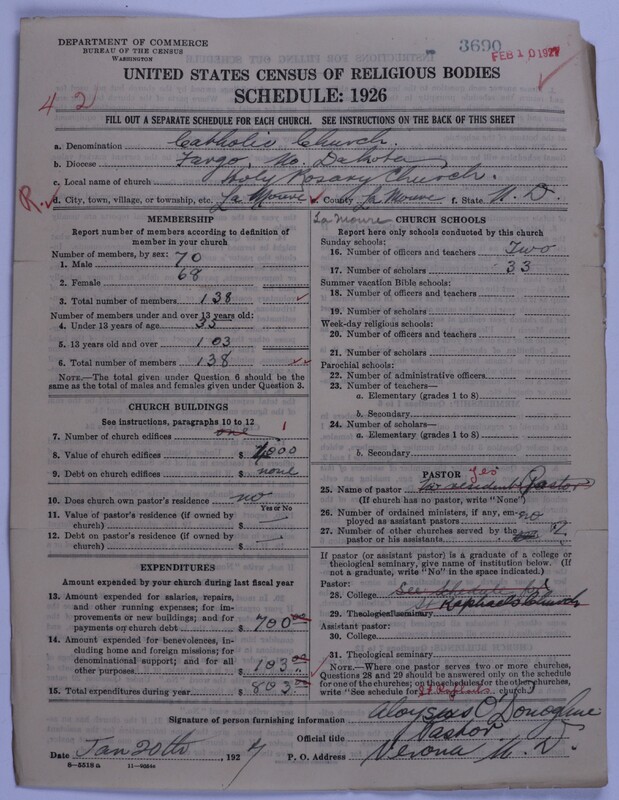 DEPARTMENT OF COMMERCE
BUREAU OF THE CENSUS
WASHINGTON
3690
FEB 10 1927
UNITED STATES CENSUS OF RELIGIOUS BODIES
SCHEDULE: 1926
4 2
FILL OUT A SEPARATE SCHEDULE FOR EACH CHURCH. SEE INSTRUCTIONS ON THE BACK OF THIS SHEET
a. Denomination Catholic Church.
b. Diocese Fargo No. Dakota
c. Local name of church Holy Rosary Church.
R. d. City, town, village, or township, etc. La Moure e. County La Moure f. State N. D.
La Moure
MEMBERSHIP
Report number of members according to definition of
member in your church
Number of members, by sex:
1. Male 70
2. Female 68
3. Total number of members 138
Number of members under and over 13 years old:
4. Under 13 years of age 35
5. 13 years old and over 103
6. Total number of members 138
NOTE.—The total given under Question 6 should be the
same as the total of males and females given under Question 3.
CHURCH BUILDINGS
See instructions, paragraphs 10 to 12
7. Number of church edifices one 1
8. Value of church edifices $ 4000
9. Debt on church edifices $ none
10. Does church own pastor's residence no
Yes or No
11. Value of pastor's residence (if owned by
church) $ —
12. Debt on pastor's residence (if owned by
church) $ —
EXPENDITURES
Amount expended by your church during last fiscal year
13. Amount expended for salaries, repairs,
and other running expenses; for im-
provements or new buildings; and for
payments on church debt $ 700.00
14. Amount expended for benevolences,
including home and foreign missions; for
denominational support; and for all
other purposes $ 103.00
15. Total expenditures during year $ 803.00
CHURCH SCHOOLS
Report here only schools conducted by this church
Sunday schools:
16. Number of officers and teachers Two
17. Number of scholars 33
Summer vacation Bible schools:
18. Number of officers and teachers
19. Number of scholars
Week-day religious schools:
20. Number of officers and teachers
21. Number of scholars
Parochial schools:
22. Number of administrative officers
23. Number of teachers—
a. Elementary (grades 1 to 8)
b. Secondary
24. Number of scholars—
a. Elementary (grades 1 to 8)
b. Secondary
PASTOR yes
25. Name of pastor No resident Pastor
(If church has no pastor, write "None")
26. Number of ordained ministers, if any, em-
ployed as assistant pastors no
27. Number of other churches served by the
pastor or his assistants 2
If pastor (or assistant pastor) is a graduate of a college or
theological seminary, give name of institution below. (If
not a graduate, write "No" in the space indicated.)
Pastor:
28. College See schedule for
29. Theological seminary St Raphaels Church
Assistant pastor:
30. College
31. Theological seminary
NOTE.—Where one pastor serves two or more churches,
Questions 28 and 29 should be answered only on the schedule
for one of the churches; on the schedules for the other churches,
write "See schedule for St Raphaels church."
Signature of person furnishing information Aloysius O'Donoghue
Official title Pastor
Date Jan 20th, 1927 P. O. Address Verona N. D.
8—5518 a 11—9024a